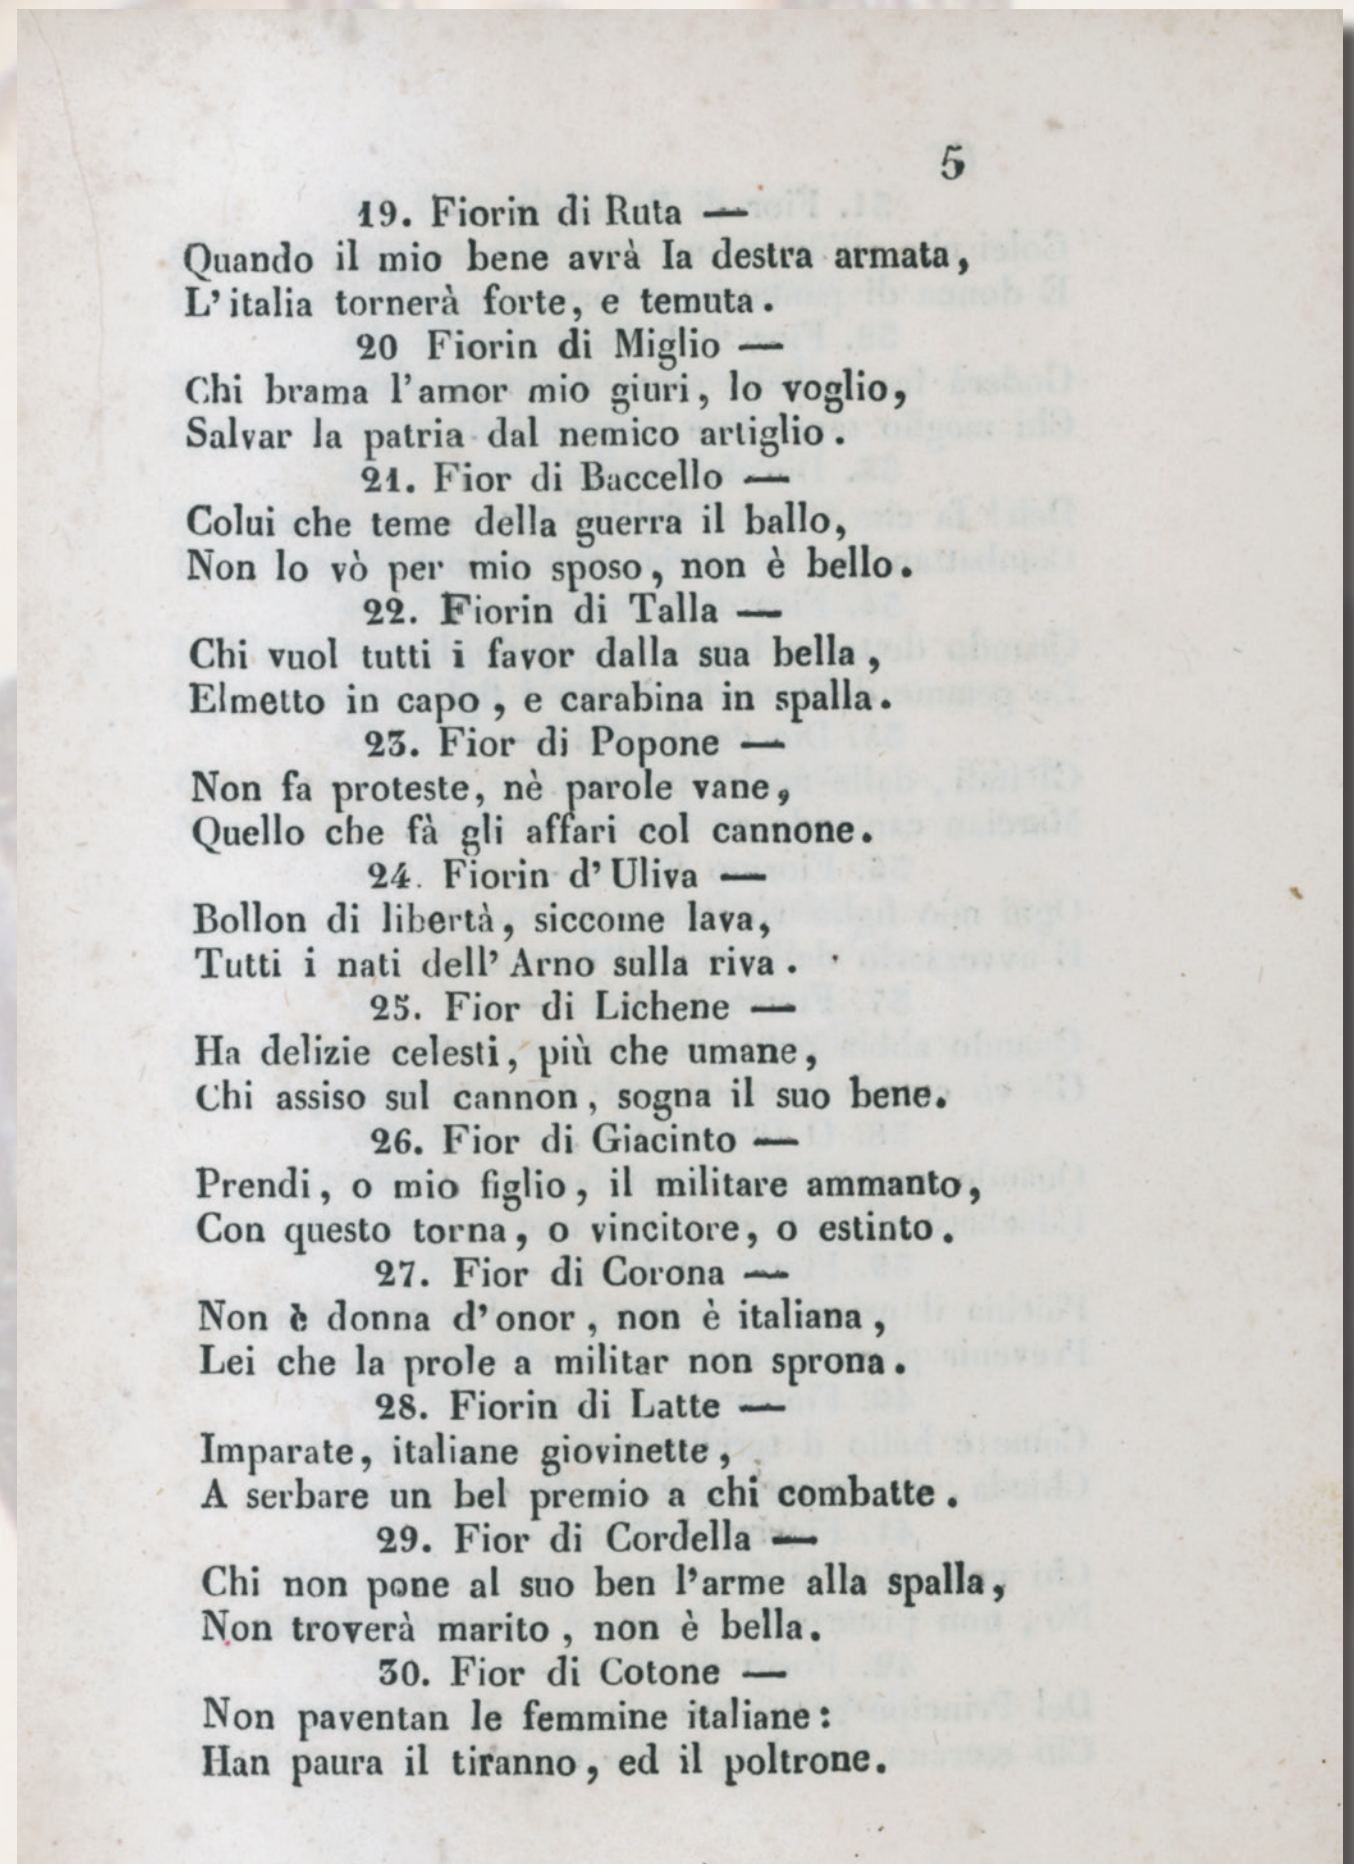 5
19. Fiorin di Ruta —
Quando il mio bene avrà la destra armata,
L'italia tornerà forte, e temuta.
20 Fiorin di Miglio —
Chi brama l'amor mio giuri, lo voglio,
Salvar la patria dal nemico artiglio.
21. Fior di Baccello —
Colui che teme della guerra il ballo,
Non lo vò per mio sposo, non è bello.
22. Fiorin di Talla —
Chi vuol tutti i favor dalla sua bella,
Elmetto in capo, e carabina in spalla.
23. Fior di Popone —
Non fa proteste, nè parole vane,
Quello che fà gli affari col cannone.
24. Fiorin d'Uliva —
Bollon di libertà, siccome lava,
Tutti i nati dell'Arno sulla riva.
25. Fior di Lichene —
Ha delizie celesti, più che umane,
Chi assiso sul cannon, sogna il suo bene.
26. Fior di Giacinto —
Prendi, o mio figlio, il militare ammanto,
Con questo torna, o vincitore, o estinto.
27. Fior di Corona —
Non è donna d'onor, non è italiana,
Lei che la prole a militar non sprona.
28. Fiorin di Latte —
Imparate, italiane giovinette,
A serbare un bel premio a chi combatte.
29. Fior di Cordella —
Chi non pone al suo ben l'arme alla spalla,
Non troverà marito, non è bella.
30. Fior di Cotone —
Non paventan le femmine italiane:
Han paura il tiranno, ed il poltrone.